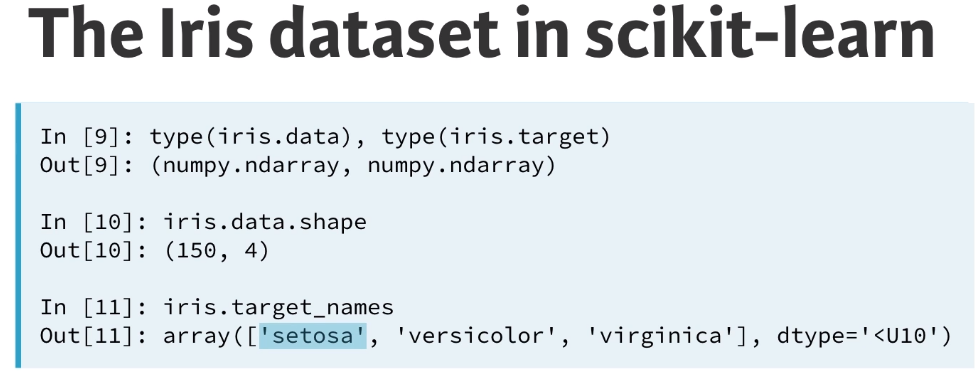 The Iris dataset in scikit-learn
In [9]: type(iris.data), type(iris.target)
Out[9]: (numpy.ndarray, numpy.ndarray)
In [10]: iris.data.shape
Out[10]: (150, 4)
In [11]: iris.target_names
Out[11]: array(['setosa', 'versicolor', 'virginica'], dtype='<U10')